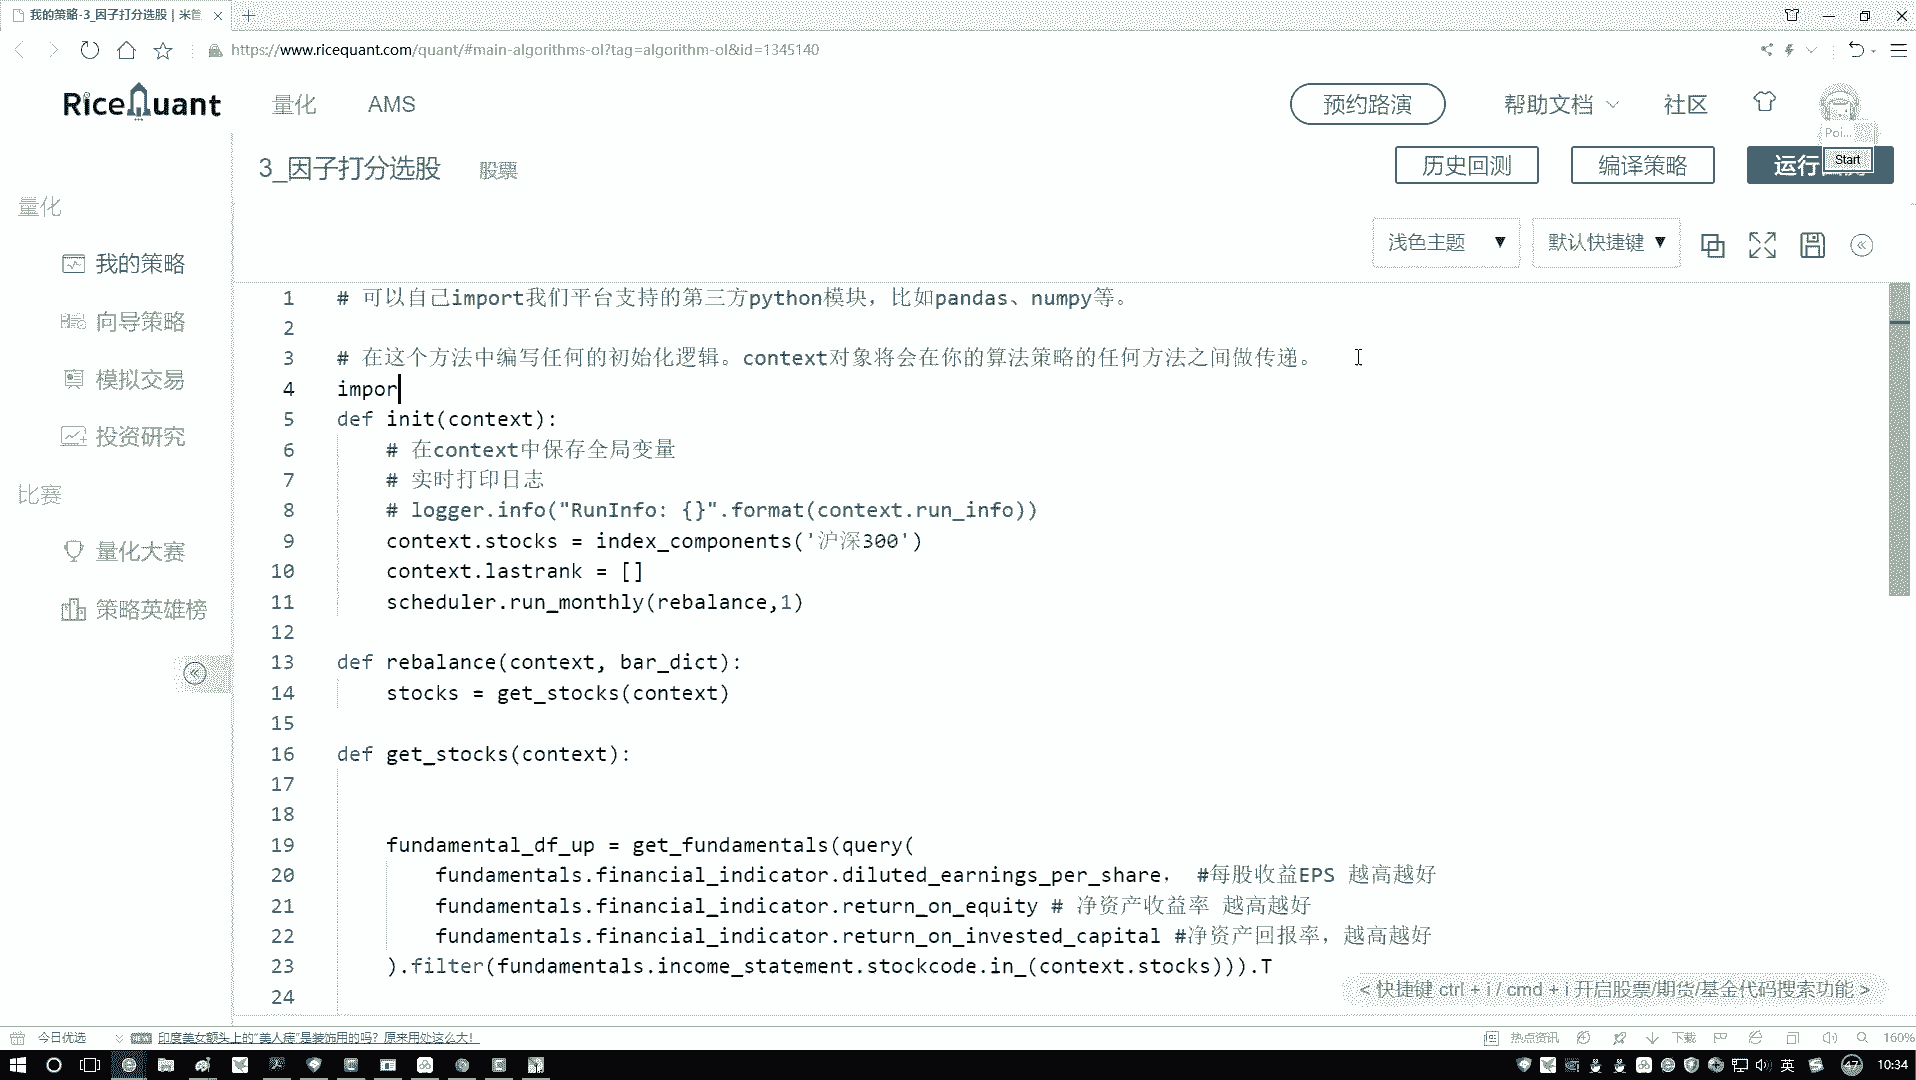 我的策略-3_因子打分选股 | 米筐
https://www.ricequant.com/quant/#main-algorithms-ol?tag=algorithm-ol&id=1345140
RiceQuant 量化 AMS 预约路演 帮助文档 社区
Poi...
3_因子打分选股 股票 历史回测 编译策略 运行 Start
量化
我的策略
向导策略
模拟交易
投资研究
比赛
量化大赛
策略英雄榜
浅色主题 ▼ 默认快捷键 ▼
1 # 可以自己import我们平台支持的第三方python模块，比如pandas、numpy等。
2
3 # 在这个方法中编写任何的初始化逻辑。context对象将会在你的算法策略的任何方法之间做传递。
4 impor
5 def init(context):
6 # 在context中保存全局变量
7 # 实时打印日志
8 # logger.info("RunInfo: {}".format(context.run_info))
9 context.stocks = index_components('沪深300')
10 context.lastrank = []
11 scheduler.run_monthly(rebalance,1)
12
13 def rebalance(context, bar_dict):
14 stocks = get_stocks(context)
15
16 def get_stocks(context):
17
18
19 fundamental_df_up = get_fundamentals(query(
20 fundamentals.financial_indicator.diluted_earnings_per_share， #每股收益EPS 越高越好
21 fundamentals.financial_indicator.return_on_equity # 净资产收益率 越高越好
22 fundamentals.financial_indicator.return_on_invested_capital #净资产回报率，越高越好
23 ).filter(fundamentals.income_statement.stockcode.in_(context.stocks))).T
24
< 快捷键 ctrl + i / cmd + i 开启股票/期货/基金代码搜索功能 >
今日优选 印度美女额头上的“美人痣”是装饰用的吗？原来用处这么大！ 热点资讯 下载 160%
英 47 10:34